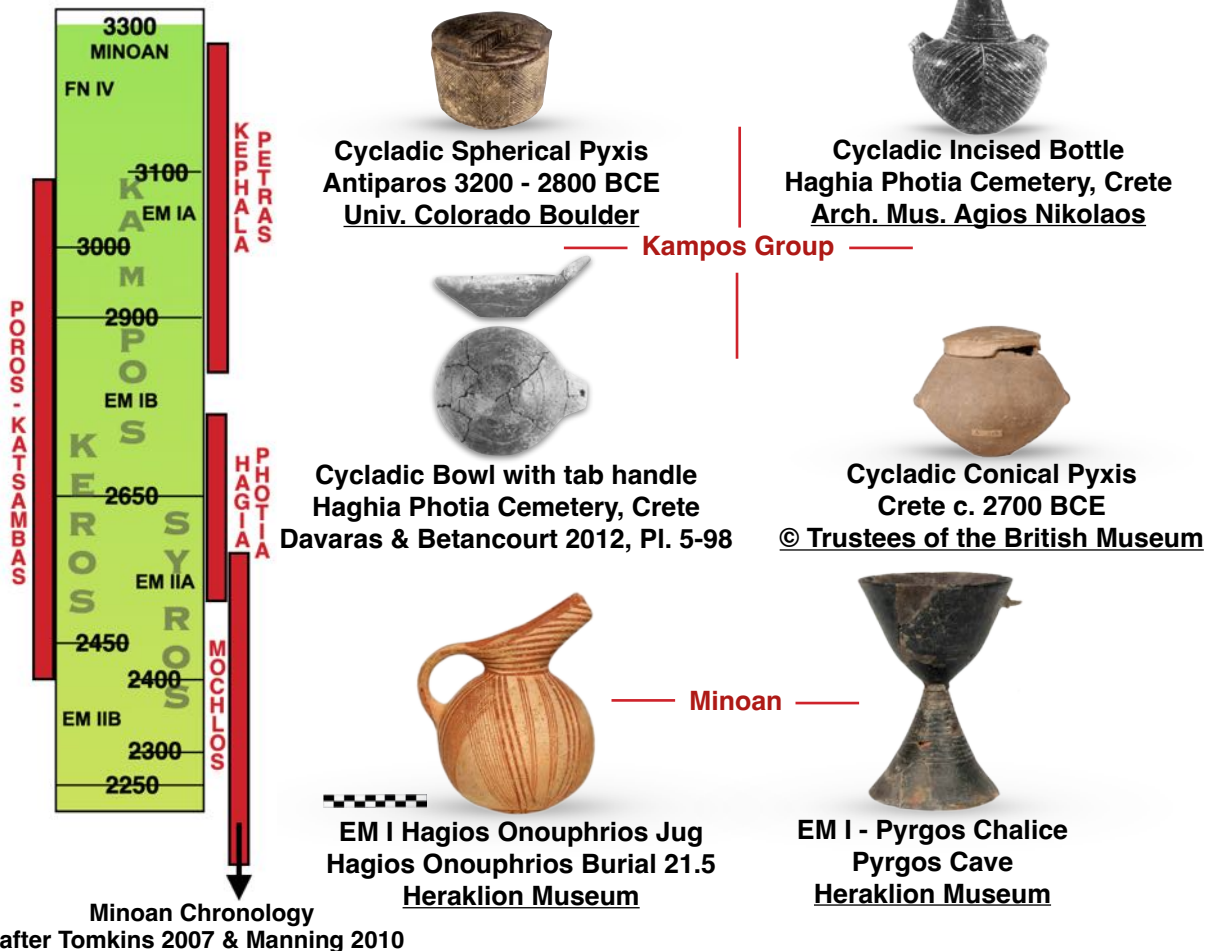 3300
MINOAN
FN IV
3100
EM IA
3000
2900
EM IB
2650
EM IIA
2450
2400
EM IIB
2300
2250
KAMPOS
KEROS
SYROS
POROS - KATSAMBAS
KEPHALA
PETRAS
HAGIA
PHOTIA
MOCHLOS
Minoan Chronology
after Tomkins 2007 & Manning 2010
Cycladic Spherical Pyxis
Antiparos 3200 - 2800 BCE
Univ. Colorado Boulder
Cycladic Incised Bottle
Haghia Photia Cemetery, Crete
Arch. Mus. Agios Nikolaos
Kampos Group
Cycladic Bowl with tab handle
Haghia Photia Cemetery, Crete
Davaras & Betancourt 2012, Pl. 5-98
Cycladic Conical Pyxis
Crete c. 2700 BCE
© Trustees of the British Museum
Minoan
EM I Hagios Onouphrios Jug
Hagios Onouphrios Burial 21.5
Heraklion Museum
EM I - Pyrgos Chalice
Pyrgos Cave
Heraklion Museum